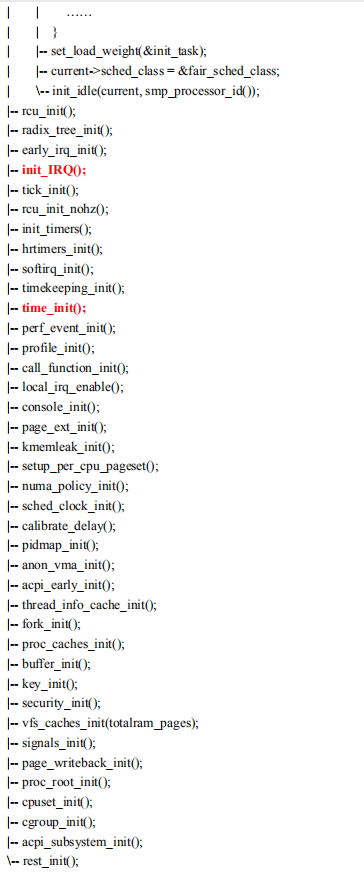 |    |    ……
|    |  }
|    |-- set_load_weight(&init_task);
|    |-- current->sched_class = &fair_sched_class;
|    \-- init_idle(current, smp_processor_id());
|-- rcu_init();
|-- radix_tree_init();
|-- early_irq_init();
|-- init_IRQ();
|-- tick_init();
|-- rcu_init_nohz();
|-- init_timers();
|-- hrtimers_init();
|-- softirq_init();
|-- timekeeping_init();
|-- time_init();
|-- perf_event_init();
|-- profile_init();
|-- call_function_init();
|-- local_irq_enable();
|-- console_init();
|-- page_ext_init();
|-- kmemleak_init();
|-- setup_per_cpu_pageset();
|-- numa_policy_init();
|-- sched_clock_init();
|-- calibrate_delay();
|-- pidmap_init();
|-- anon_vma_init();
|-- acpi_early_init();
|-- thread_info_cache_init();
|-- fork_init();
|-- proc_caches_init();
|-- buffer_init();
|-- key_init();
|-- security_init();
|-- vfs_caches_init(totalram_pages);
|-- signals_init();
|-- page_writeback_init();
|-- proc_root_init();
|-- cpuset_init();
|-- cgroup_init();
|-- acpi_subsystem_init();
\-- rest_init();